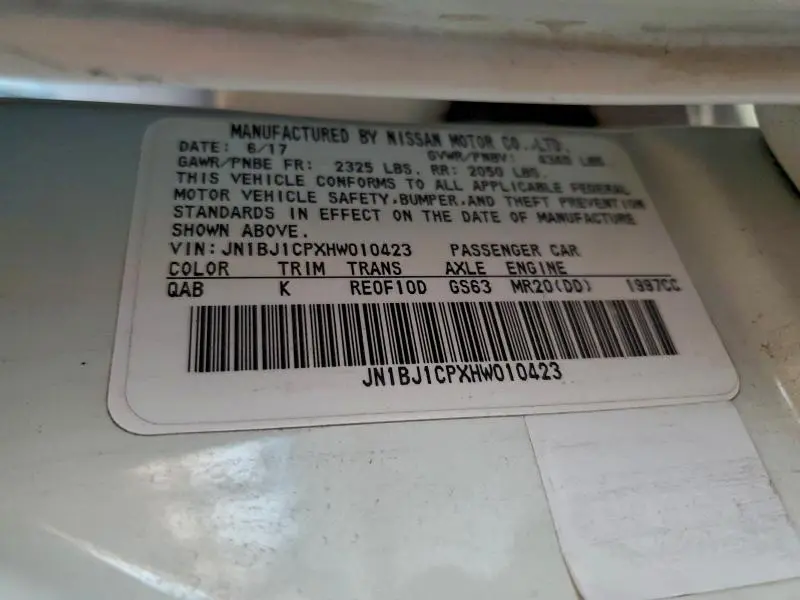 MANUFACTURED BY NISSAN MOTOR CO.,LTD.
DATE: 6/17 GVWR/PNBV: LBS
GAWR/PNBE FR: 2325 LBS. RR: 2050 LBS.
THIS VEHICLE CONFORMS TO ALL APPLICABLE FEDERAL
MOTOR VEHICLE SAFETY,BUMPER,AND THEFT PREVENTION
STANDARDS IN EFFECT ON THE DATE OF MANUFACTURE
SHOWN ABOVE.
VIN: JN1BJ1CPXHW010423 PASSENGER CAR
COLOR TRIM TRANS AXLE ENGINE
QAB K RE0F10D GS63 MR20(DD) 1997CC
JN1BJ1CPXHW010423